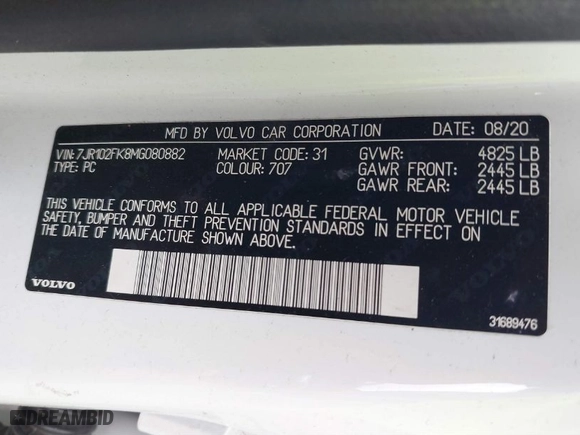 MFD BY VOLVO CAR CORPORATION DATE: 08/20
VIN: 7JR102FK8MG080882 MARKET CODE: 31 GVWR: 4825 LB
TYPE: PC COLOUR: 707 GAWR FRONT: 2445 LB
GAWR REAR: 2445 LB
THIS VEHICLE CONFORMS TO ALL APPLICABLE FEDERAL MOTOR VEHICLE
SAFETY, BUMPER AND THEFT PREVENTION STANDARDS IN EFFECT ON
THE DATE OF MANUFACTURE SHOWN ABOVE.
VOLVO
31689476
DREAMBID